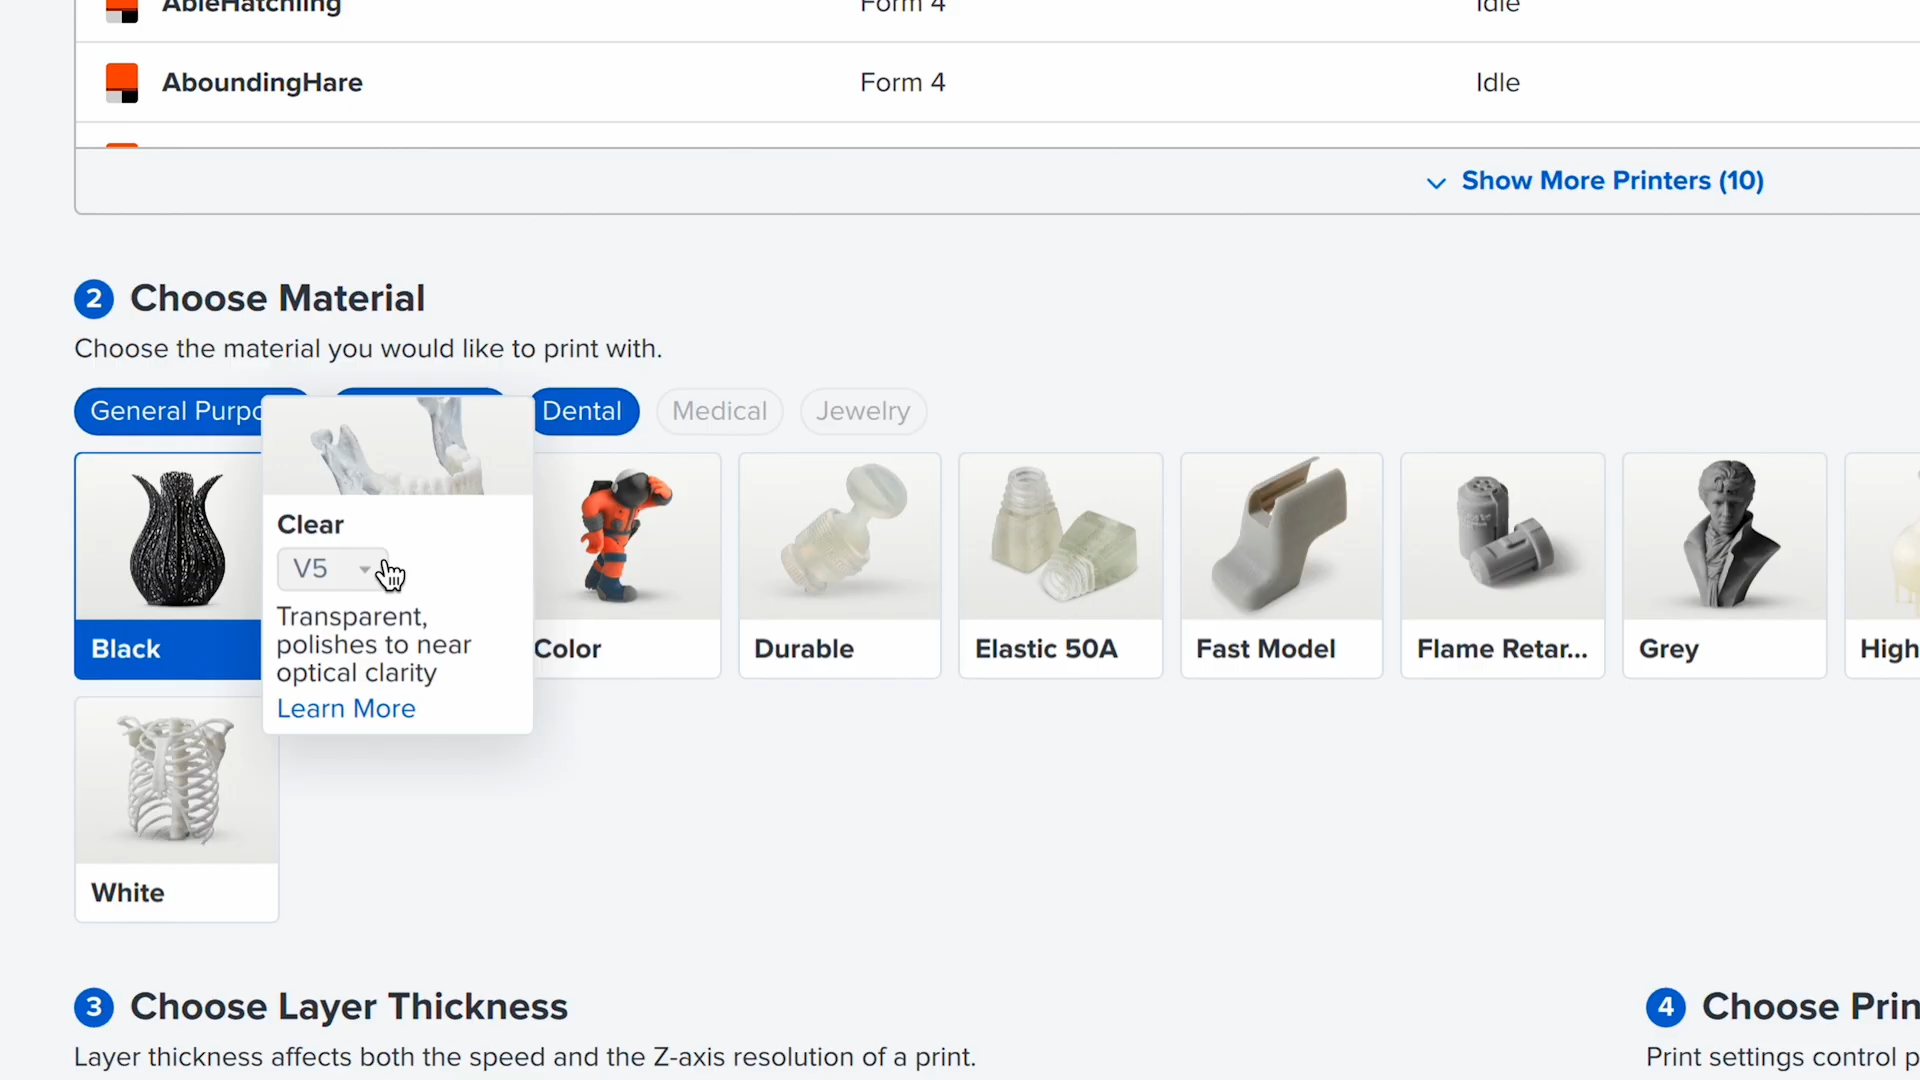 AbleHatchling Form 4 Idle
AboundingHare Form 4 Idle
Show More Printers (10)
2 Choose Material
Choose the material you would like to print with.
General Purpo Dental Medical Jewelry
Clear
V5
Transparent,
polishes to near
optical clarity
Learn More
Black Color Durable Elastic 50A Fast Model Flame Retar... Grey High
White
3 Choose Layer Thickness
Layer thickness affects both the speed and the Z-axis resolution of a print.
4 Choose Prin
Print settings control p